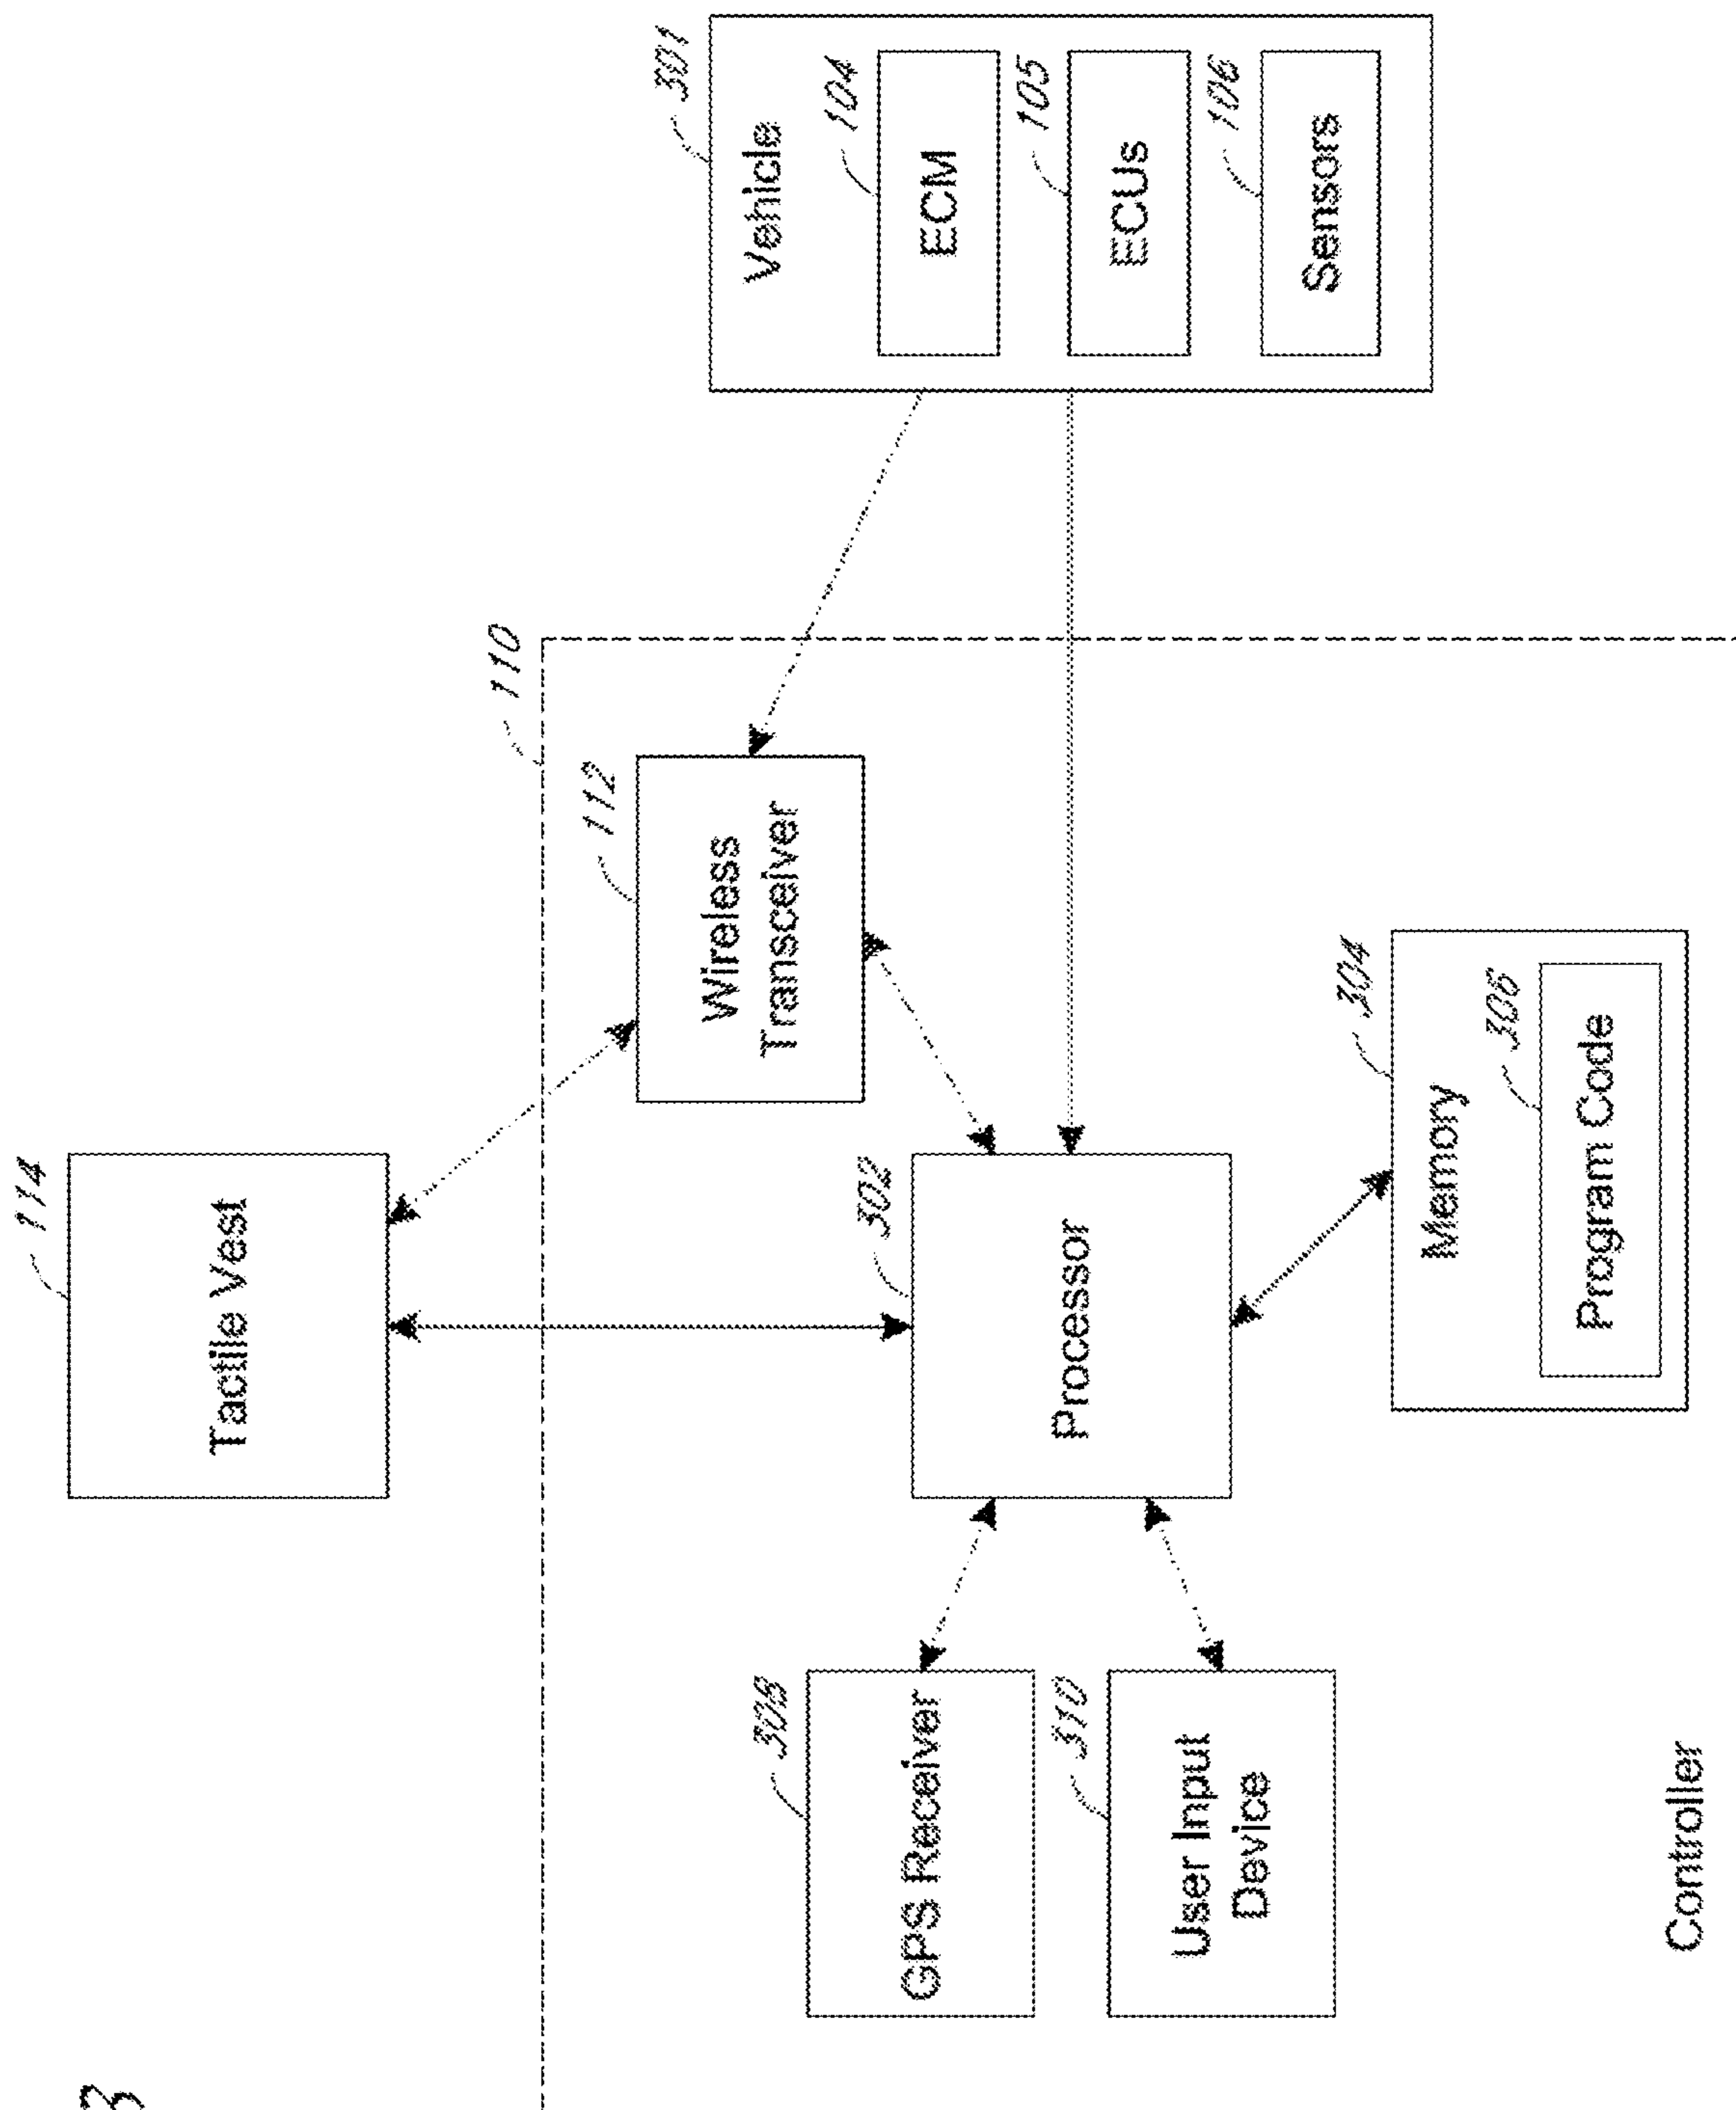 3
114
Tactile Vest
110
112
Wireless
Transceiver
301
Vehicle
104
ECM
105
ECUs
106
Sensors
308
GPS Receiver
302
Processor
310
User Input
Device
304
Memory
306
Program Code
Controller